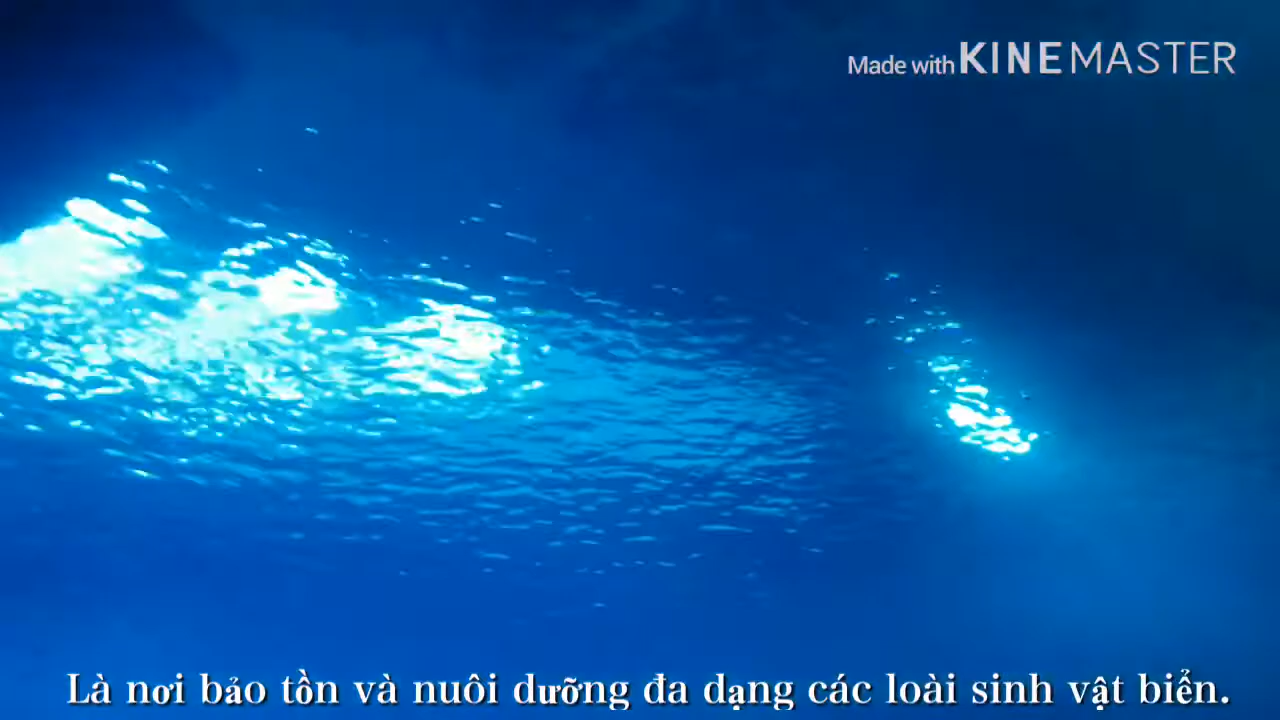 Made with KINEMASTER
Là nơi bảo tồn và nuôi dưỡng đa dạng các loài sinh vật biển.